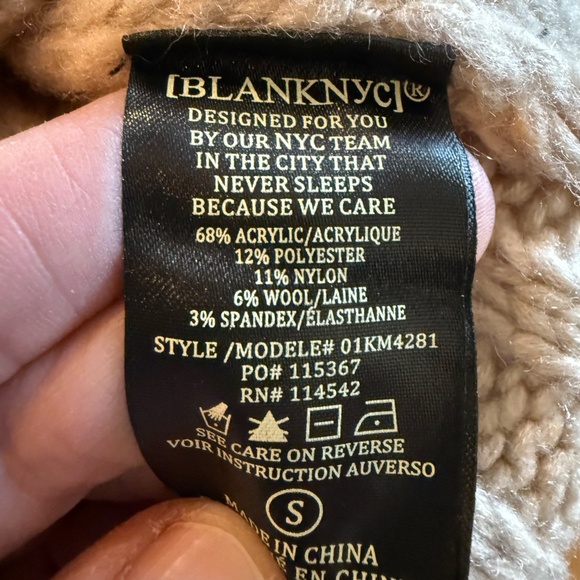 [BLANKNYC]®
DESIGNED FOR YOU
BY OUR NYC TEAM
IN THE CITY THAT
NEVER SLEEPS
BECAUSE WE CARE
68% ACRYLIC/ACRYLIQUE
12% POLYESTER
11% NYLON
6% WOOL/LAINE
3% SPANDEX/ÉLASTHANNE
STYLE /MODELE# 01KM4281
PO# 115367
RN# 114542
SEE CARE ON REVERSE
VOIR INSTRUCTION AUVERSO
S
MADE IN CHINA
EN CHINE